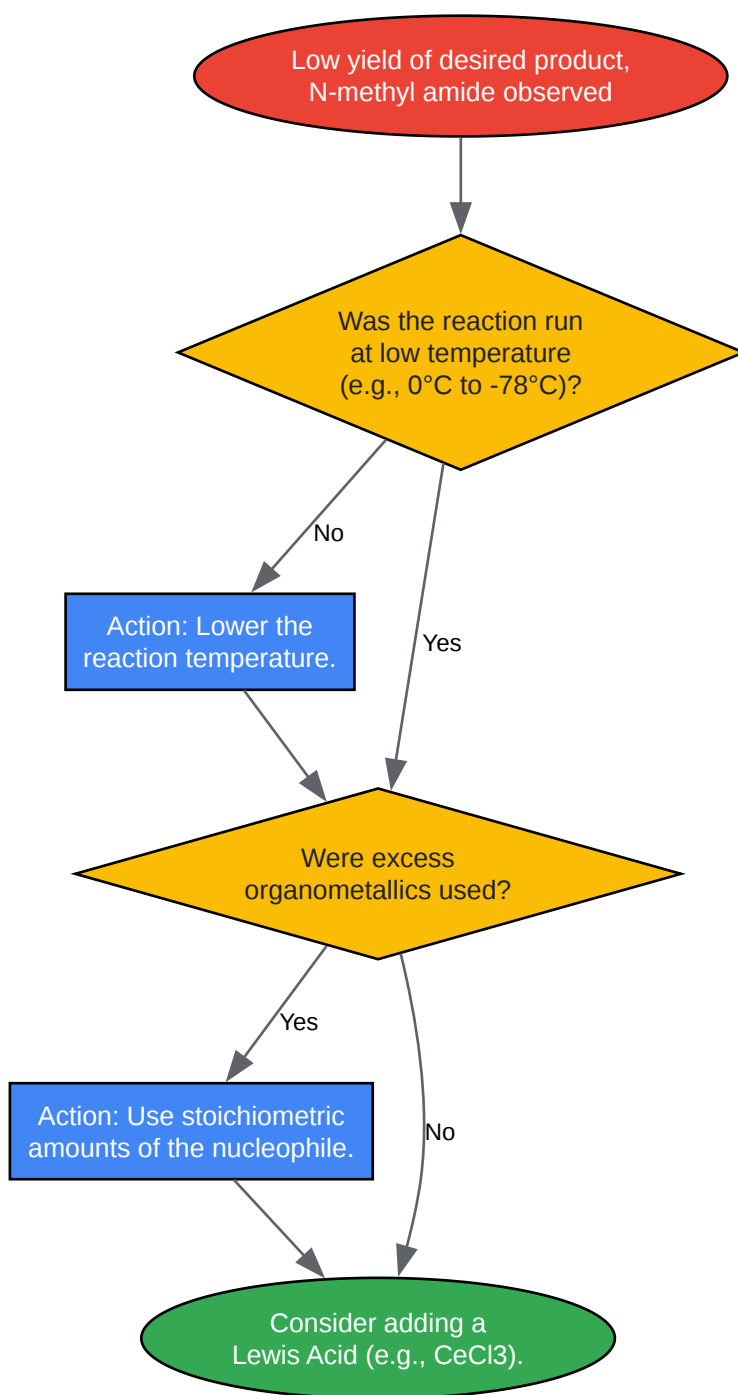 Low yield of desired product,
N-methyl amide observed
Was the reaction run
at low temperature
(e.g., 0°C to -78°C)?
No
Yes
Action: Lower the
reaction temperature.
Were excess
organometallics used?
Yes
No
Action: Use stoichiometric
amounts of the nucleophile.
Consider adding a
Lewis Acid (e.g., CeCl3).